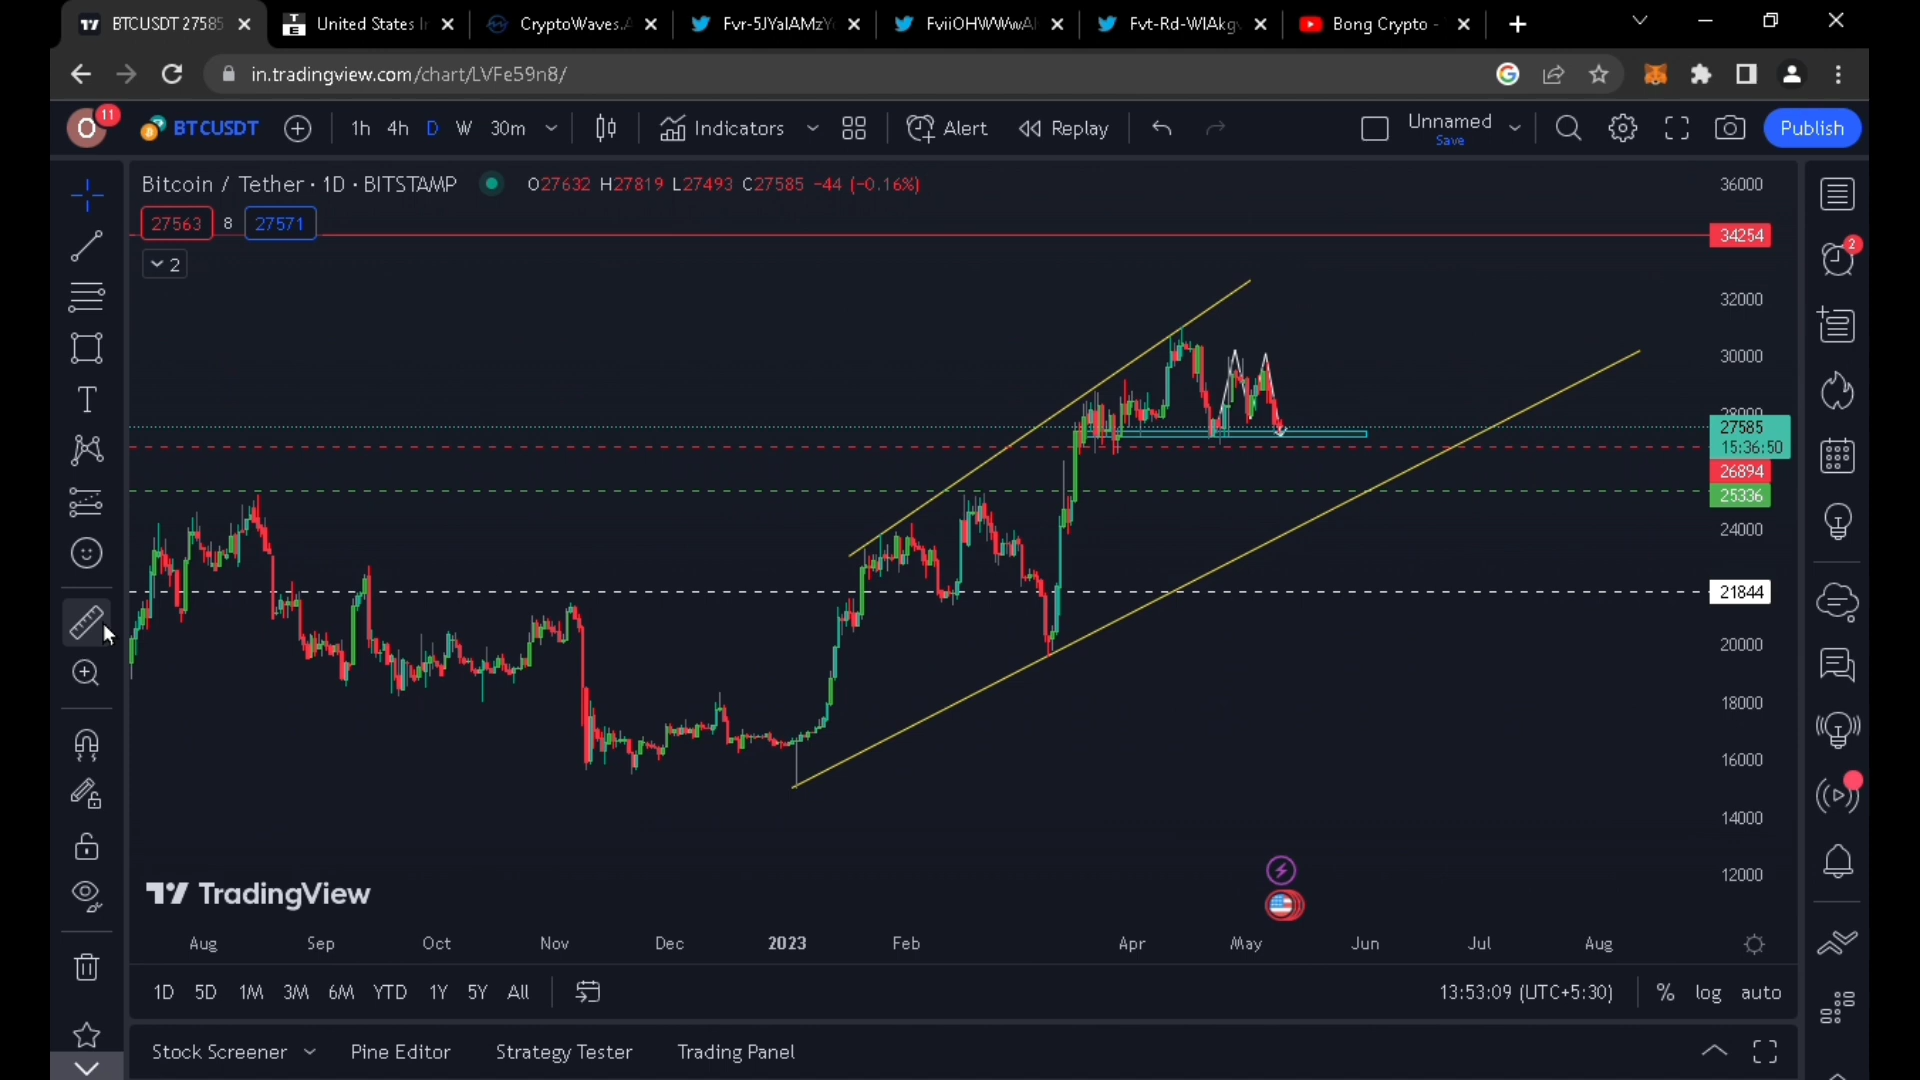 BTCUSDT 27585
United States I
CryptoWaves.A
Fvr-5JYaIAMzY
FviiOHWWwA
Fvt-Rd-WIAkg
Bong Crypto -
in.tradingview.com/chart/LVFe59n8/
O 11
BTCUSDT 1h 4h D W 30m Indicators Alert Replay Unnamed Publish
Save
Bitcoin / Tether · 1D · BITSTAMP O27632 H27819 L27493 C27585 -44 (-0.16%)
27563 8 27571
2
36000
34254
32000
30000
28000
27585
15:36:50
26894
25336
24000
21844
20000
18000
16000
14000
12000
TradingView
Aug Sep Oct Nov Dec 2023 Feb Apr May Jun Jul Aug
1D 5D 1M 3M 6M YTD 1Y 5Y All 13:53:09 (UTC+5:30) % log auto
Stock Screener Pine Editor Strategy Tester Trading Panel
2